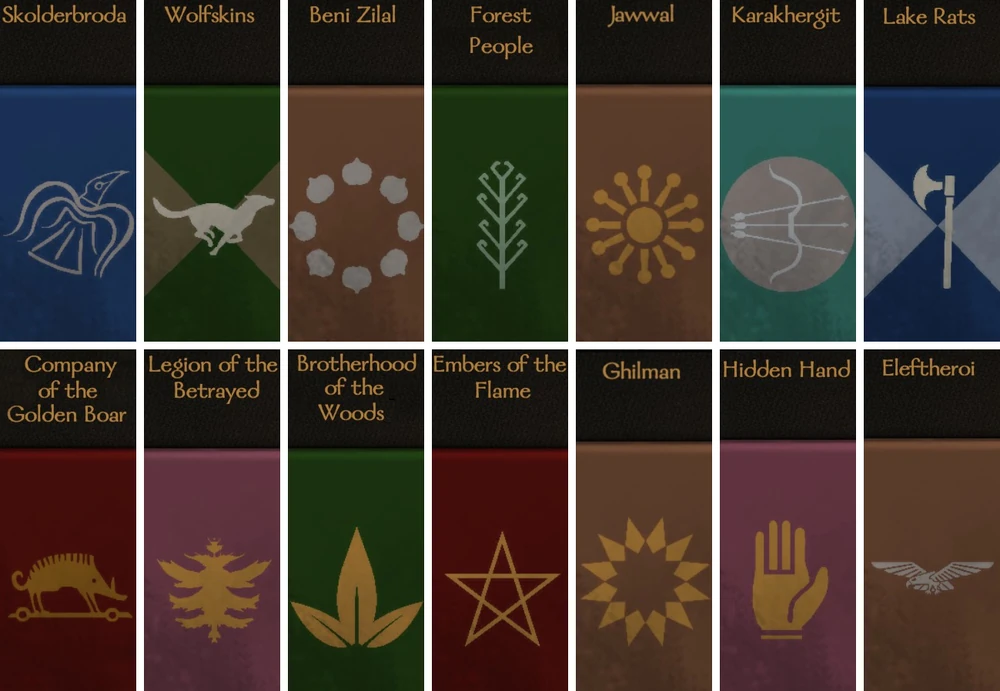 Skolderbroda
Wolfskins
Beni Zilal
Forest
People
Jawwal
Karakhergit
Lake Rats
Company
of the
Golden Boar
Legion of the
Betrayed
Brotherhood
of the
Woods
Embers of the
Flame
Ghilman
Hidden Hand
Eleftheroi